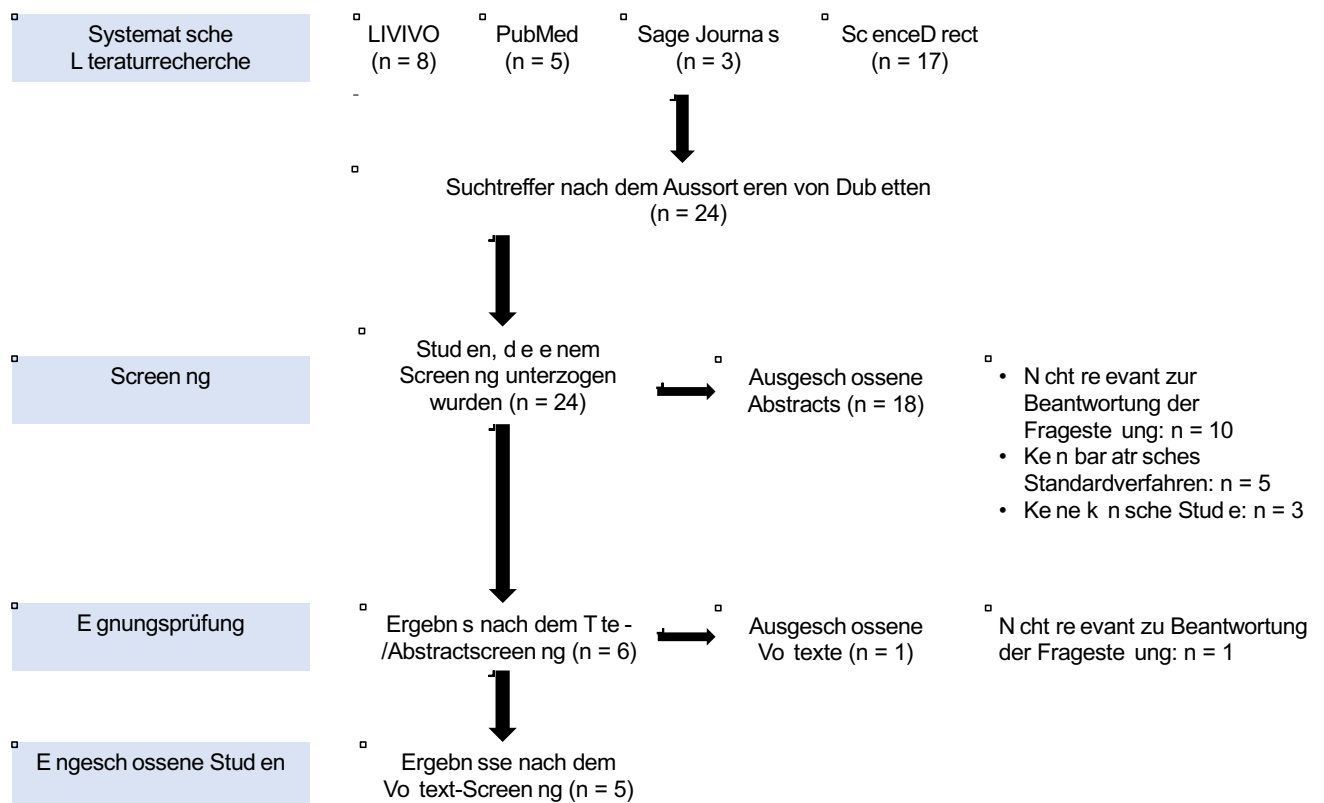 Systemat sche
L teraturrecherche
LIVIVO
(n = 8)
PubMed
(n = 5)
Sage Journa s
(n = 3)
Sc enceD rect
(n = 17)
Suchtreffer nach dem Aussort eren von Dub etten
(n = 24)
Screen ng
Stud en, d e e nem
Screen ng unterzogen
wurden (n = 24)
Ausgesch ossene
Abstracts (n = 18)
• N cht re evant zur
Beantwortung der
Frageste ung: n = 10
• Ke n bar atr sches
Standardverfahren: n = 5
• Ke ne k n sche Stud e: n = 3
E gnungsprüfung
Ergebn s nach dem T te -
/Abstractscreen ng (n = 6)
Ausgesch ossene
Vo texte (n = 1)
N cht re evant zu Beantwortung
der Frageste ung: n = 1
E ngesch ossene Stud en
Ergebn sse nach dem
Vo text-Screen ng (n = 5)